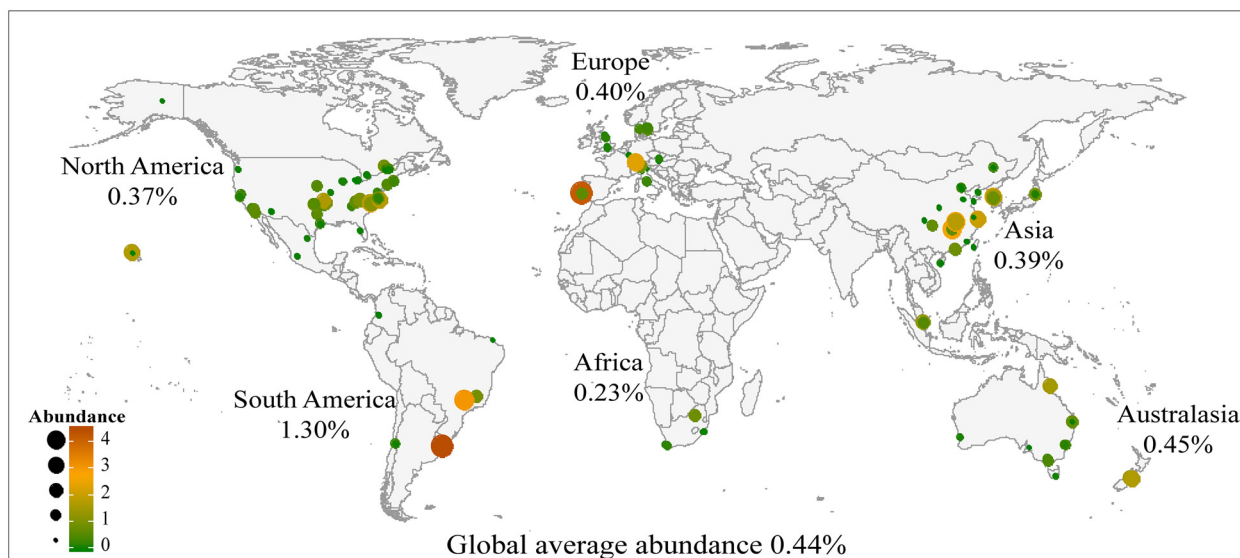 Europe
0.40%
North America
0.37%
Asia
0.39%
Africa
0.23%
South America
1.30%
Australasia
0.45%
Abundance
4
3
2
1
0
Global average abundance 0.44%